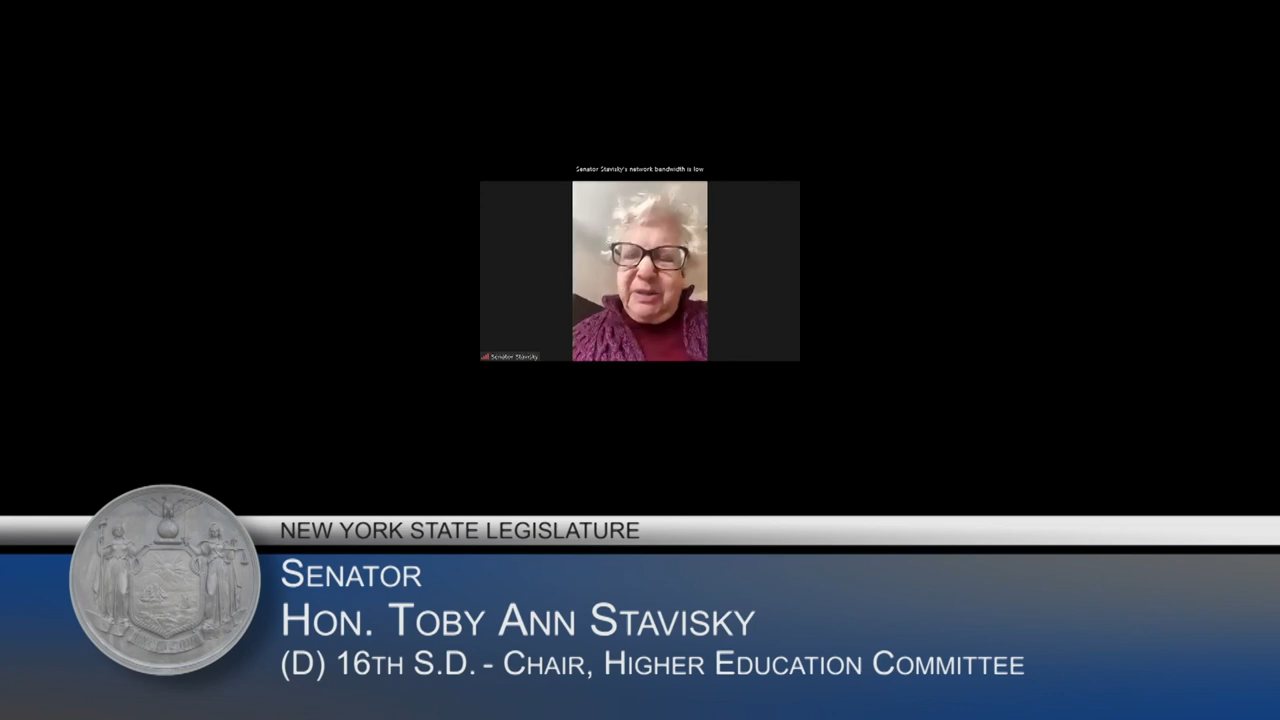 Senator Stavisky's network bandwidth is low
Senator Stavisky
NEW YORK STATE LEGISLATURE
SENATOR
HON. TOBY ANN STAVISKY
(D) 16TH S.D. - CHAIR, HIGHER EDUCATION COMMITTEE